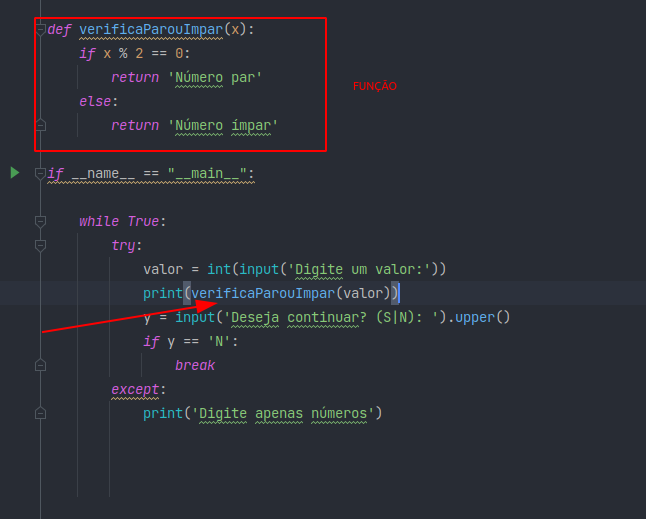 def verificaParouImpar(x):
if x % 2 == 0:
return 'Número par'
FUNÇÃO
else:
return 'Número ímpar'
if __name__ == "__main__":
while True:
try:
valor = int(input('Digite um valor:'))
print(verificaParouImpar(valor))
y = input('Deseja continuar? (S|N): ').upper()
if y == 'N':
break
except:
print('Digite apenas números')